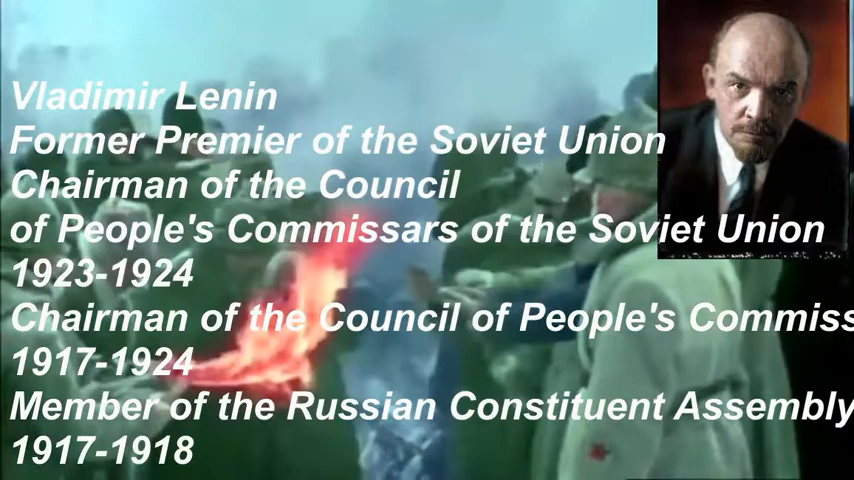 Vladimir Lenin
Former Premier of the Soviet Union
Chairman of the Council
of People's Commissars of the Soviet Union
1923-1924
Chairman of the Council of People's Commiss
1917-1924
Member of the Russian Constituent Assembly
1917-1918